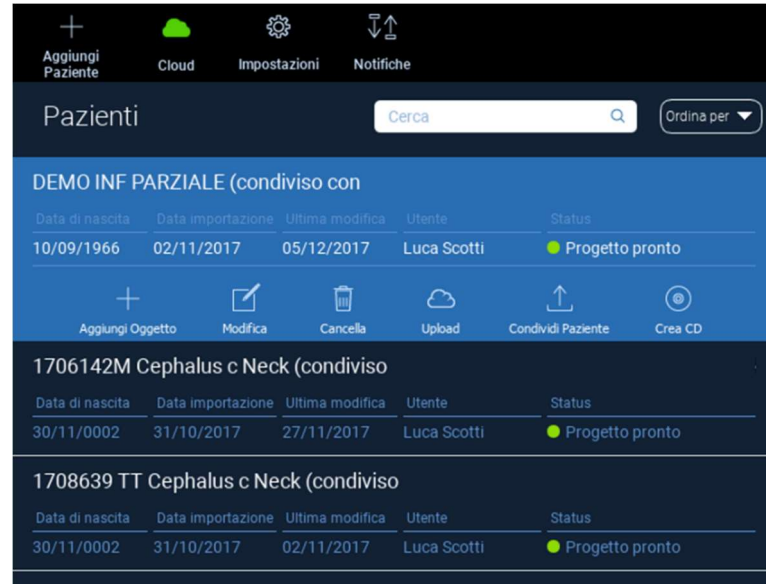 Aggiungi
Paziente
Cloud
Impostazioni
Notifiche
Pazienti
Cerca
Ordina per
DEMO INF PARZIALE (condiviso con
Data di nascita Data importazione Ultima modifica Utente Status
10/09/1966 02/11/2017 05/12/2017 Luca Scotti Progetto pronto
Aggiungi Oggetto Modifica Cancella Upload Condividi Paziente Crea CD
1706142M Cephalus c Neck (condiviso
Data di nascita Data importazione Ultima modifica Utente Status
30/11/0002 31/10/2017 27/11/2017 Luca Scotti Progetto pronto
1708639 TT Cephalus c Neck (condiviso
Data di nascita Data importazione Ultima modifica Utente Status
30/11/0002 31/10/2017 02/11/2017 Luca Scotti Progetto pronto